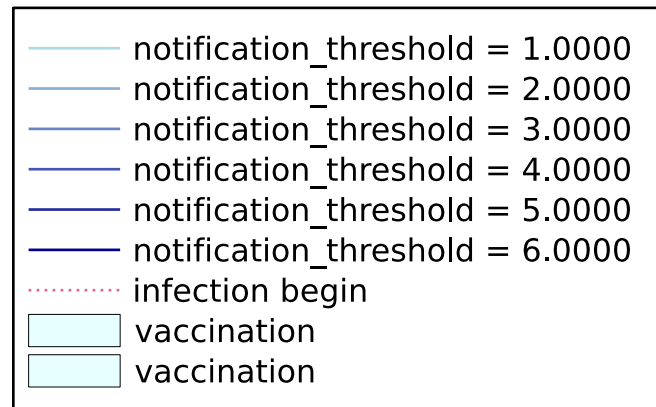 notification_threshold = 1.0000
notification_threshold = 2.0000
notification_threshold = 3.0000
notification_threshold = 4.0000
notification_threshold = 5.0000
notification_threshold = 6.0000
infection begin
vaccination
vaccination